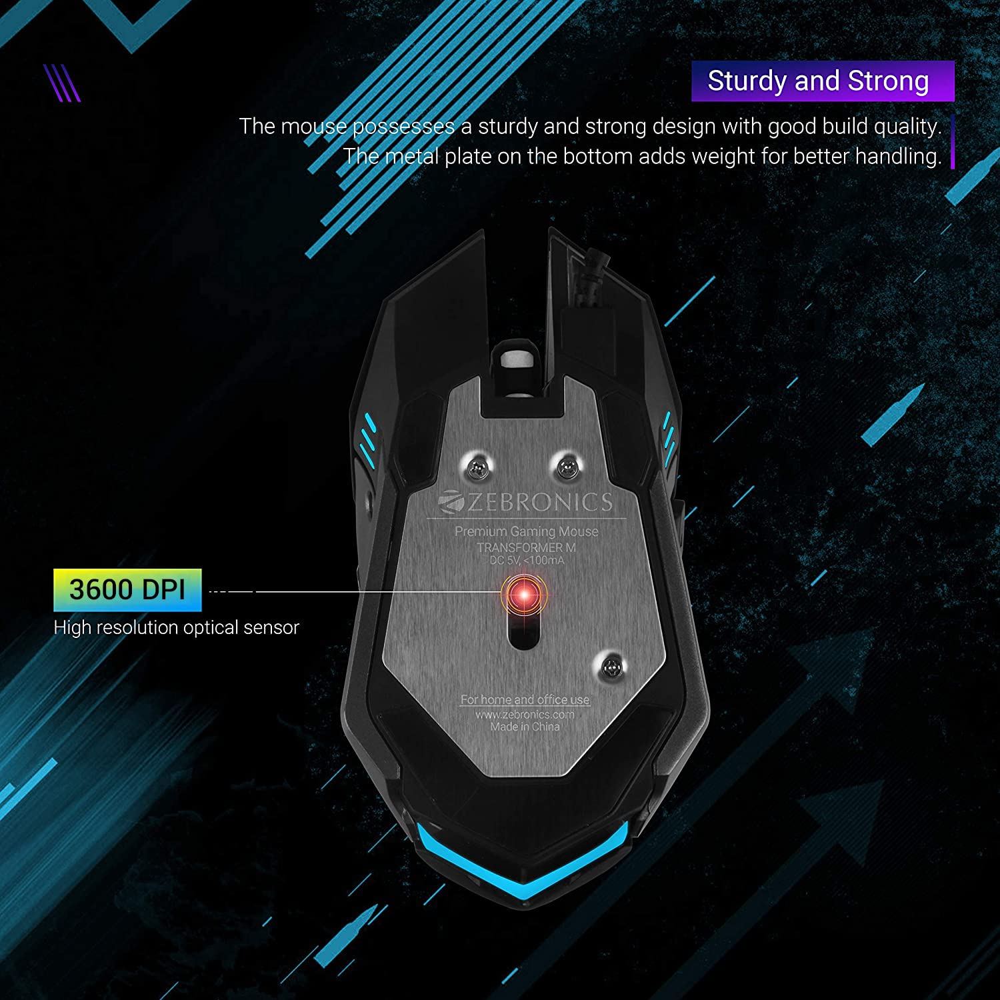 Sturdy and Strong
The mouse possesses a sturdy and strong design with good build quality.
The metal plate on the bottom adds weight for better handling.
ZEBRONICS
Premium Gaming Mouse
TRANSFORMER M
DC 5V, <100mA
3600 DPI
High resolution optical sensor
For home and office use
www.zebronics.com
Made in China